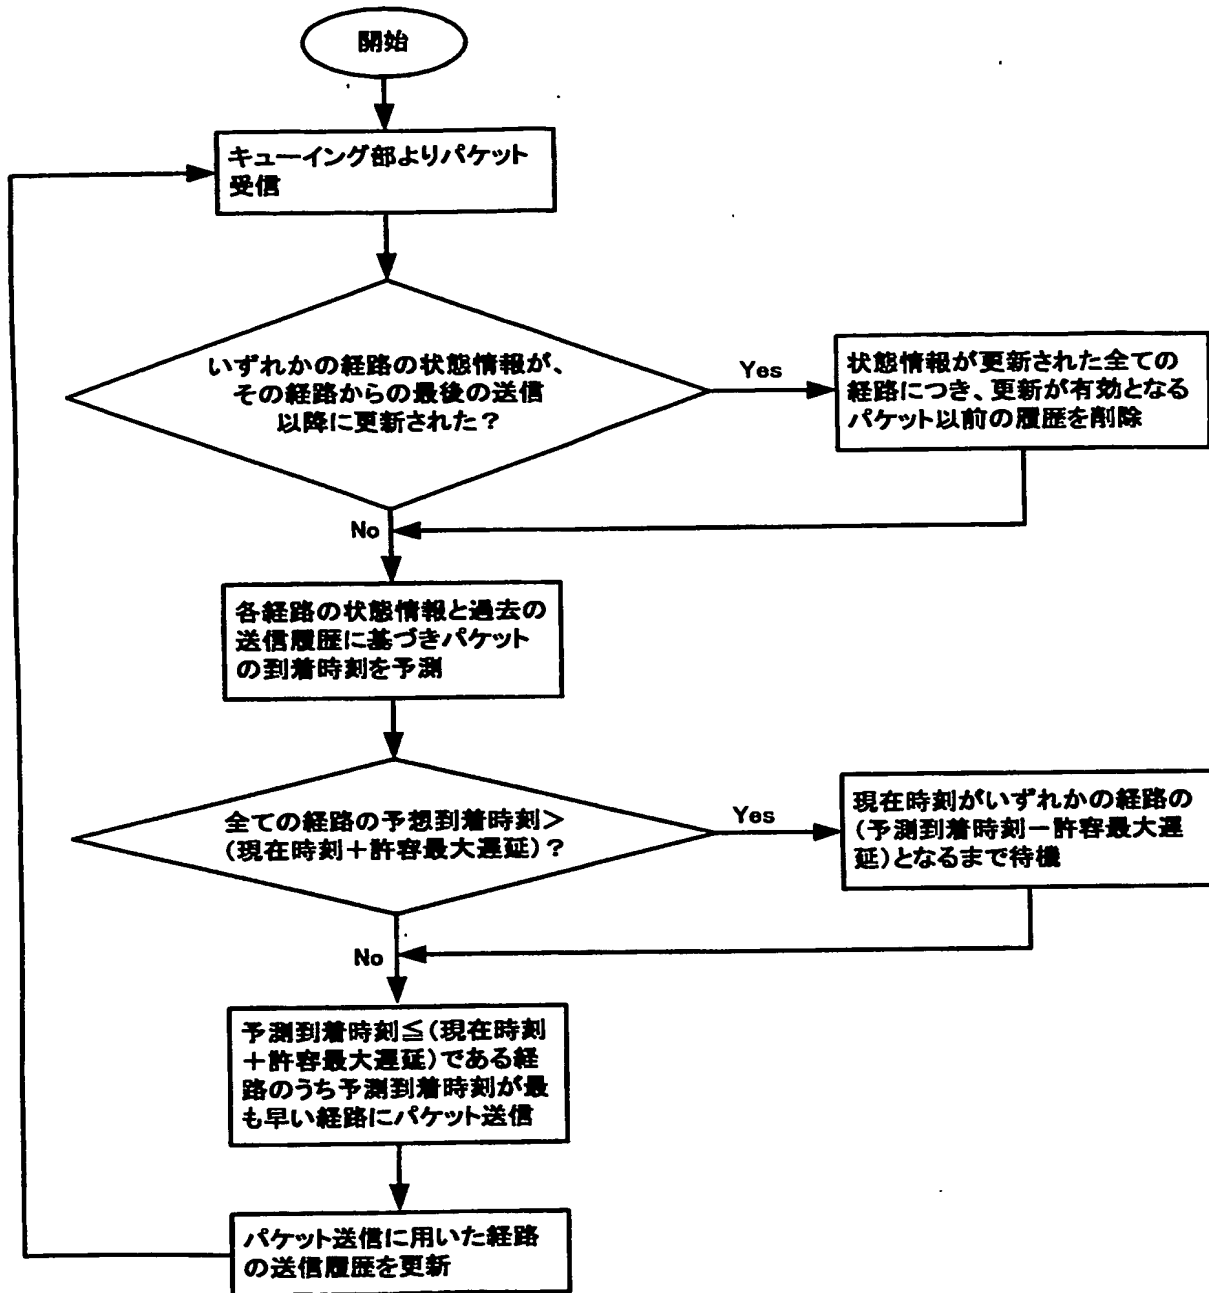 開始
キューイング部よりパケット
受信
いずれかの経路の状態情報が、
その経路からの最後の送信
以降に更新された？
Yes
状態情報が更新された全ての
経路につき、更新が有効となる
パケット以前の履歴を削除
No
各経路の状態情報と過去の
送信履歴に基づきパケット
の到着時刻を予測
全ての経路の予想到着時刻＞
（現在時刻＋許容最大遅延）？
Yes
現在時刻がいずれかの経路の
（予測到着時刻－許容最大遅
延）となるまで待機
No
予測到着時刻≦（現在時刻
＋許容最大遅延）である経
路のうち予測到着時刻が最
も早い経路にパケット送信
パケット送信に用いた経路
の送信履歴を更新